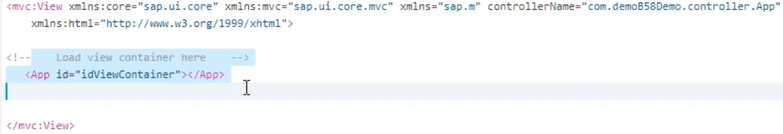 <mvc:View xmlns:core="sap.ui.core" xmlns:mvc="sap.ui.core.mvc" xmlns="sap.m" controllerName="com.demoB58Demo.controller.App"
xmlns:html="http://www.w3.org/1999/xhtml">
<!-- Load view container here -->
<App id="idViewContainer"></App>
</mvc:View>